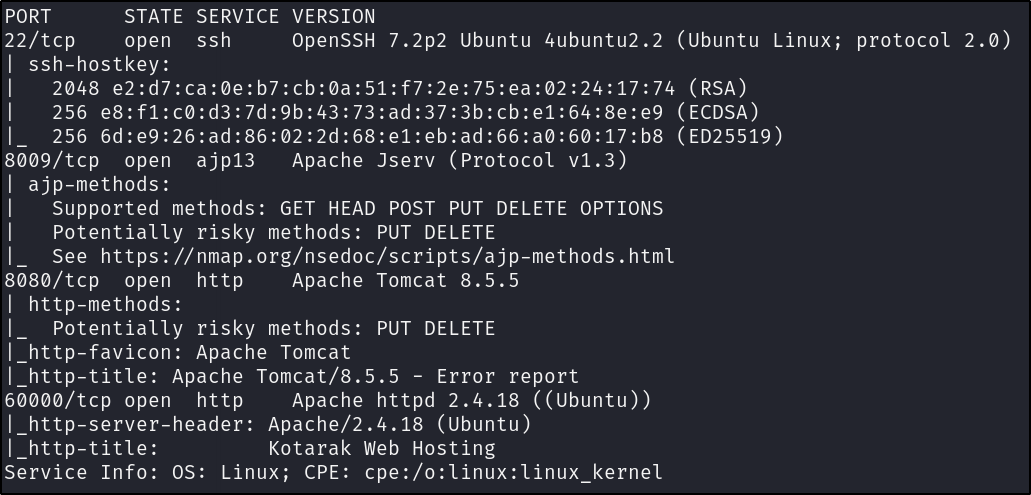 PORT      STATE SERVICE VERSION
22/tcp    open  ssh     OpenSSH 7.2p2 Ubuntu 4ubuntu2.2 (Ubuntu Linux; protocol 2.0)
| ssh-hostkey:
|   2048 e2:d7:ca:0e:b7:cb:0a:51:f7:2e:75:ea:02:24:17:74 (RSA)
|   256 e8:f1:c0:d3:7d:9b:43:73:ad:37:3b:cb:e1:64:8e:e9 (ECDSA)
|_  256 6d:e9:26:ad:86:02:2d:68:e1:eb:ad:66:a0:60:17:b8 (ED25519)
8009/tcp  open  ajp13   Apache Jserv (Protocol v1.3)
| ajp-methods:
|   Supported methods: GET HEAD POST PUT DELETE OPTIONS
|   Potentially risky methods: PUT DELETE
|_  See https://nmap.org/nsedoc/scripts/ajp-methods.html
8080/tcp  open  http    Apache Tomcat 8.5.5
| http-methods:
|_  Potentially risky methods: PUT DELETE
|_http-favicon: Apache Tomcat
|_http-title: Apache Tomcat/8.5.5 - Error report
60000/tcp open  http    Apache httpd 2.4.18 ((Ubuntu))
|_http-server-header: Apache/2.4.18 (Ubuntu)
|_http-title:         Kotarak Web Hosting
Service Info: OS: Linux; CPE: cpe:/o:linux:linux_kernel